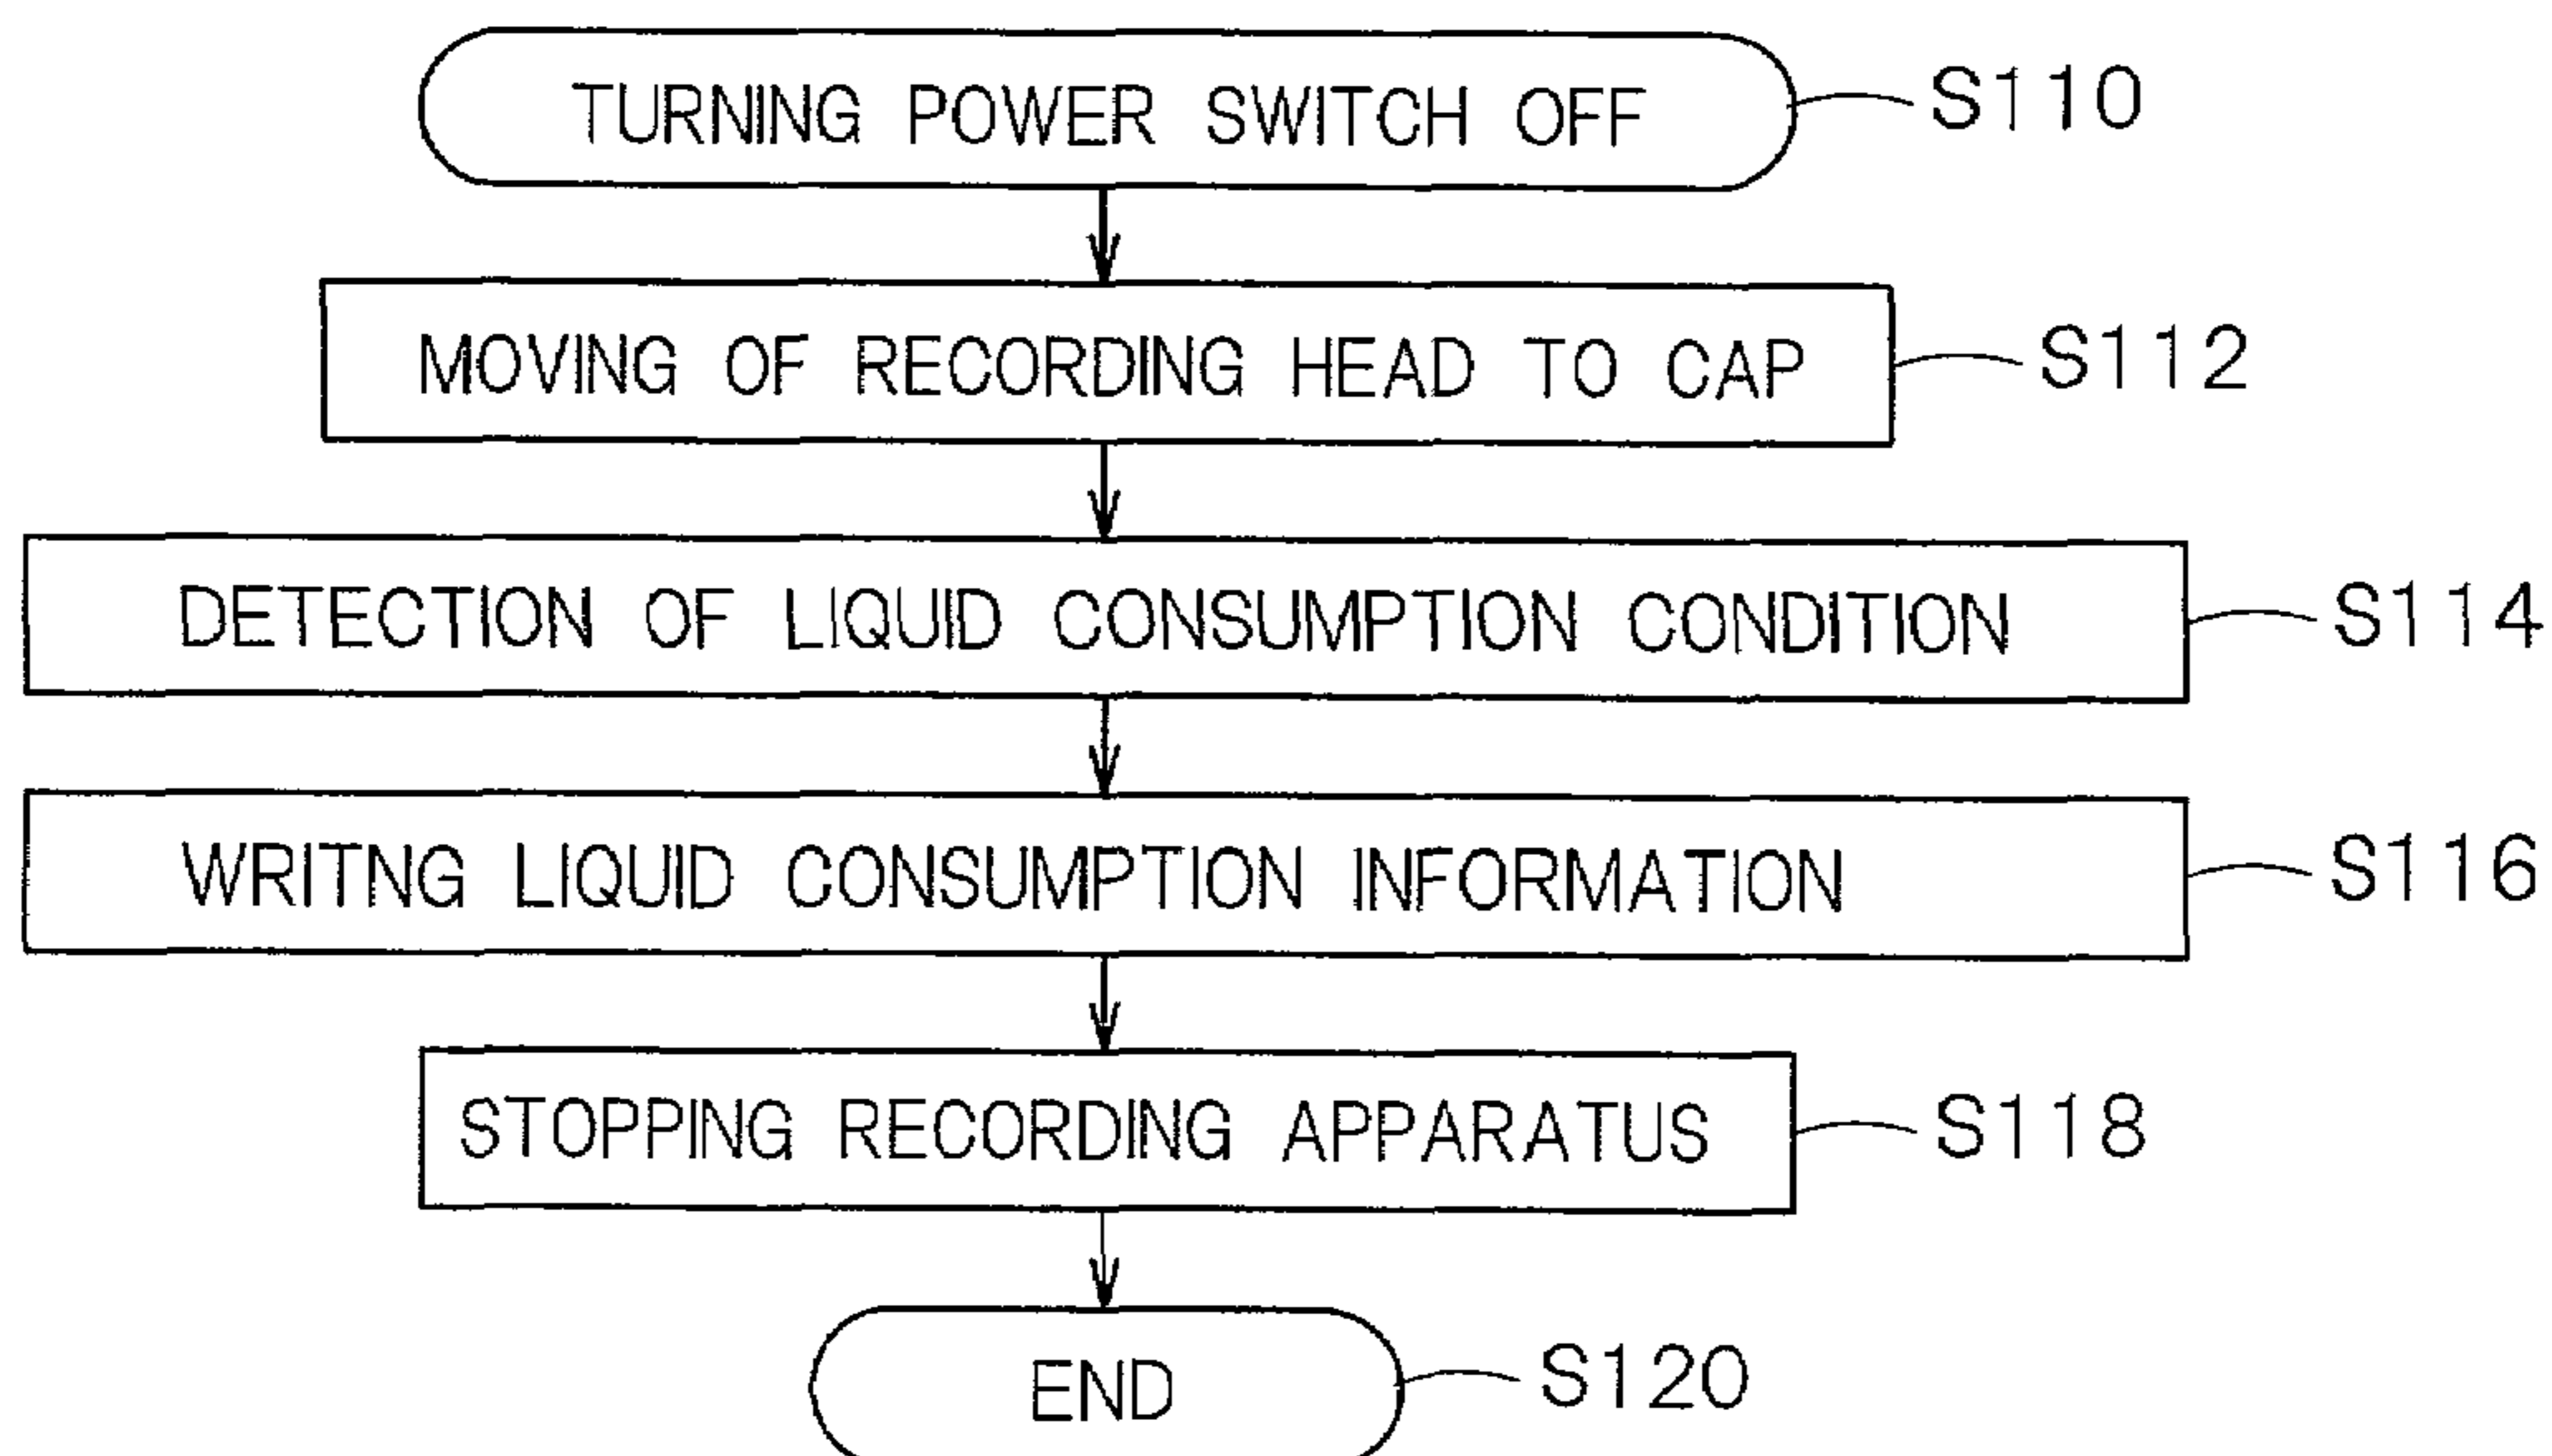 TURNING POWER SWITCH OFF S110
MOVING OF RECORDING HEAD TO CAP S112
DETECTION OF LIQUID CONSUMPTION CONDITION S114
WRITNG LIQUID CONSUMPTION INFORMATION S116
STOPPING RECORDING APPARATUS S118
END S120